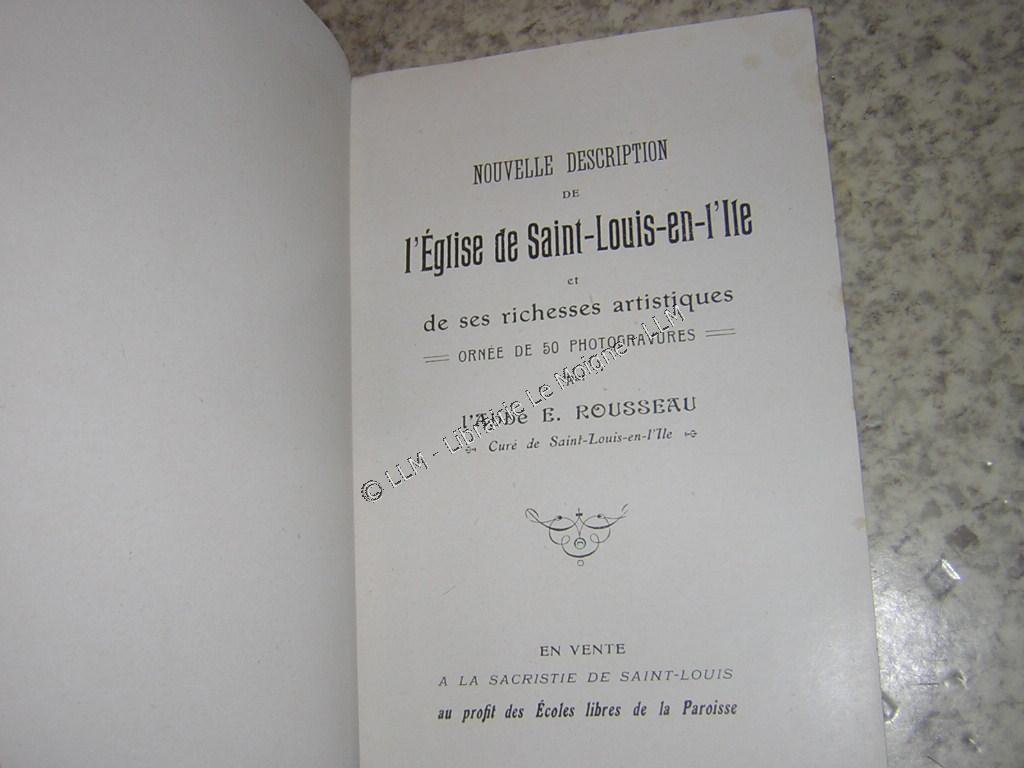 NOUVELLE DESCRIPTION
DE
l'Église de Saint-Louis-en-l'Ile
et
de ses richesses artistiques
ORNÉE DE 50 PHOTOGRAVURES
l'Abbé E. ROUSSEAU
Curé de Saint-Louis-en-l'Ile
© LLM - Librairie Le Moigne - LLM
EN VENTE
A LA SACRISTIE DE SAINT-LOUIS
au profit des Écoles libres de la Paroisse